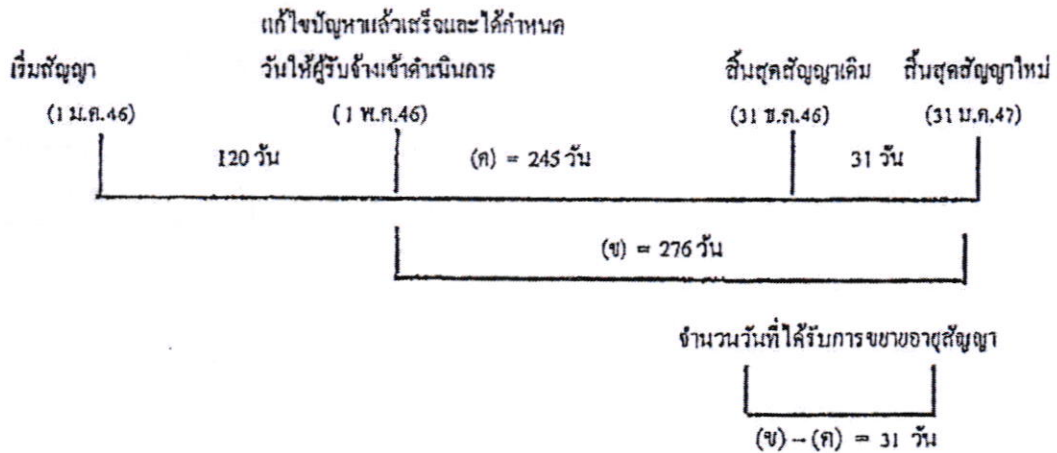 แก้ไขปัญหาแล้วเสร็จและได้กำหนด
เริ่มสัญญา วันให้ผู้รับจ้างเข้าดำเนินการ สิ้นสุดสัญญาเดิม สิ้นสุดสัญญาใหม่
(1 ม.ค.46) (1 พ.ค.46) (31 ธ.ค.46) (31 ม.ค.47)
120 วัน (ค) = 245 วัน 31 วัน
(ข) = 276 วัน
จำนวนวันที่ได้รับการขยายอายุสัญญา
(ข) – (ค) = 31 วัน